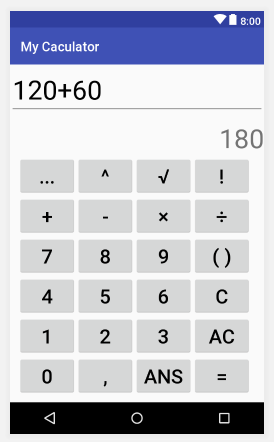 8:00
My Caculator
120+60
180
... ^ √ !
+ - × ÷
7 8 9 ( )
4 5 6 C
1 2 3 AC
0 , ANS =